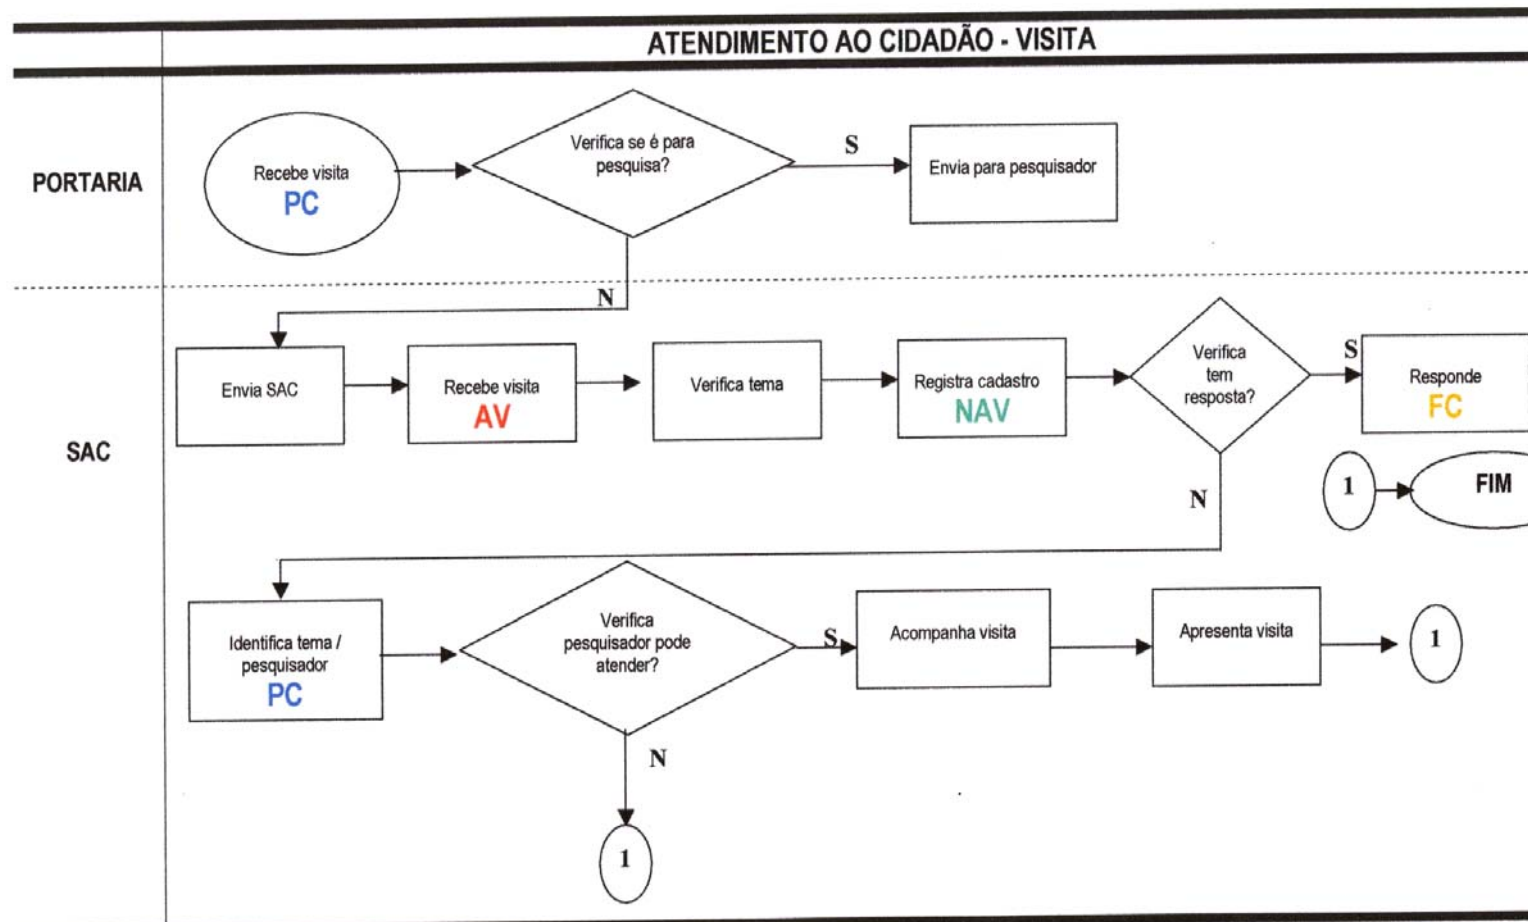 ATENDIMENTO AO CIDADÃO - VISITA
PORTARIA
Recebe visita
PC
Verifica se é para
pesquisa?
S
Envia para pesquisador
N
SAC
Envia SAC
Recebe visita
AV
Verifica tema
Registra cadastro
NAV
Verifica
tem
resposta?
S
Responde
FC
N
1
FIM
Identifica tema /
pesquisador
PC
Verifica
pesquisador pode
atender?
S
Acompanha visita
Apresenta visita
1
N
1